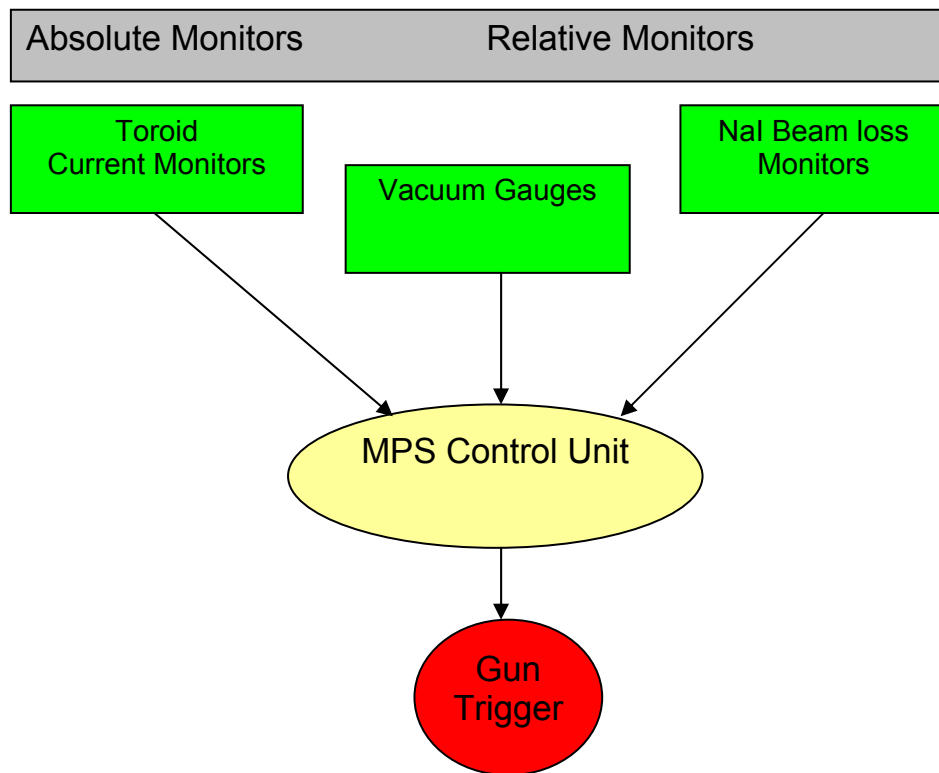 Absolute Monitors Relative Monitors
Toroid
Current Monitors
Vacuum Gauges
NaI Beam loss
Monitors
MPS Control Unit
Gun
Trigger